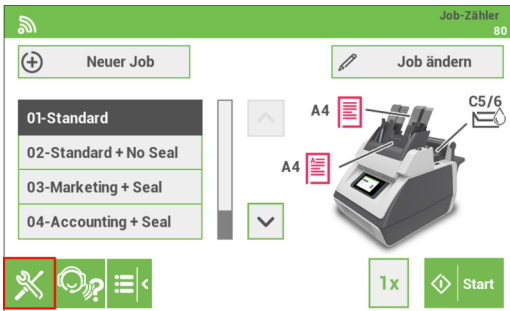 Job-Zähler
80
Neuer Job
Job ändern
01-Standard
02-Standard + No Seal
03-Marketing + Seal
04-Accounting + Seal
A4
C5/6
A4
1x
Start